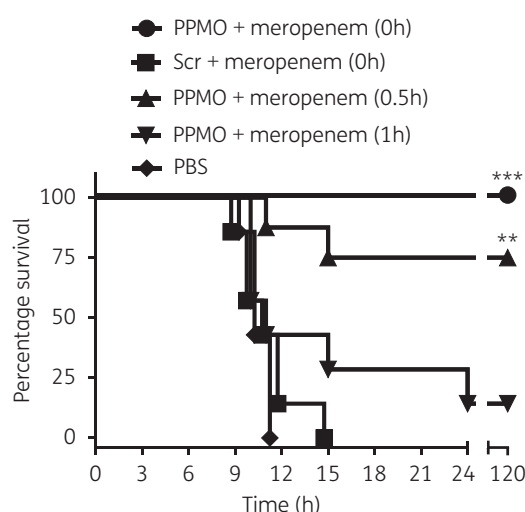 PPMO + meropenem (0h)
Scr + meropenem (0h)
PPMO + meropenem (0.5h)
PPMO + meropenem (1h)
PBS
***
100
**
75
50
25
0
Percentage survival
0 3 6 9 12 15 18 21 24 120
Time (h)